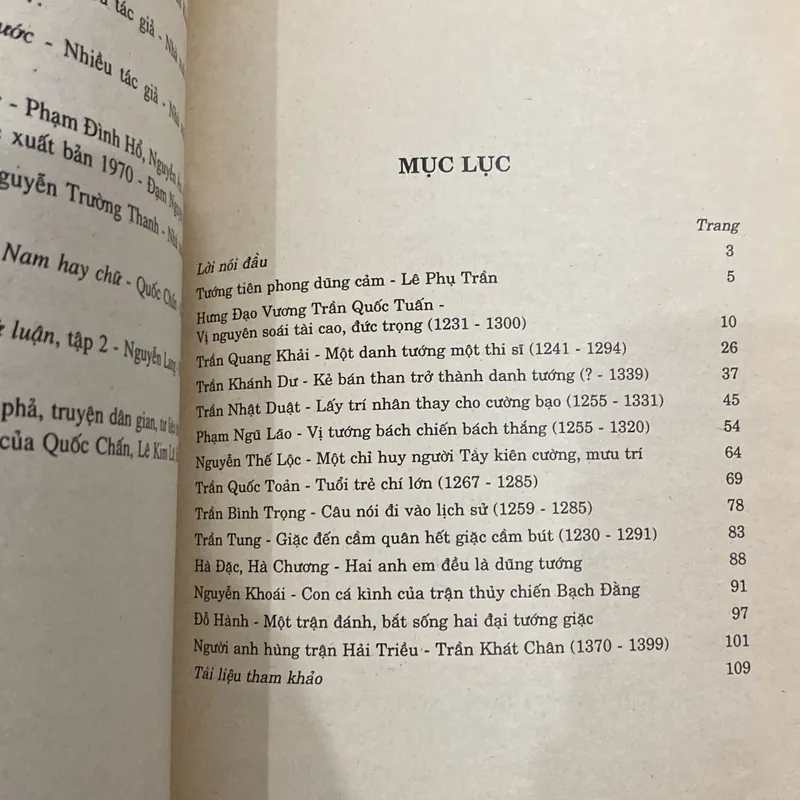 tác giả - Nhà
ước - Nhiều tác giả - Nhà
- Phạm Đình Hổ, Nguyễn
xuất bản 1970 - Đạm Nguyên
guyễn Trường Thanh - Nhà
Nam hay chữ - Quốc Chấn
luận, tập 2 - Nguyễn Lang
phả, truyện dân gian, tư liệu
của Quốc Chấn, Lê Kim
MỤC LỤC
Trang
Lời nói đầu 3
Tướng tiên phong dũng cảm - Lê Phụ Trần 5
Hưng Đạo Vương Trần Quốc Tuấn -
Vị nguyên soái tài cao, đức trọng (1231 - 1300) 10
Trần Quang Khải - Một danh tướng một thi sĩ (1241 - 1294) 26
Trần Khánh Dư - Kẻ bán than trở thành danh tướng (? - 1339) 37
Trần Nhật Duật - Lấy trí nhân thay cho cường bạo (1255 - 1331) 45
Phạm Ngũ Lão - Vị tướng bách chiến bách thắng (1255 - 1320) 54
Nguyễn Thế Lộc - Một chỉ huy người Tày kiên cường, mưu trí 64
Trần Quốc Toản - Tuổi trẻ chí lớn (1267 - 1285) 69
Trần Bình Trọng - Câu nói đi vào lịch sử (1259 - 1285) 78
Trần Tung - Giặc đến cầm quân hết giặc cầm bút (1230 - 1291) 83
Hà Đặc, Hà Chương - Hai anh em đều là dũng tướng 88
Nguyễn Khoái - Con cá kình của trận thủy chiến Bạch Đằng 91
Đỗ Hành - Một trận đánh, bắt sống hai đại tướng giặc 97
Người anh hùng trận Hải Triều - Trần Khát Chân (1370 - 1399) 101
Tài liệu tham khảo 109